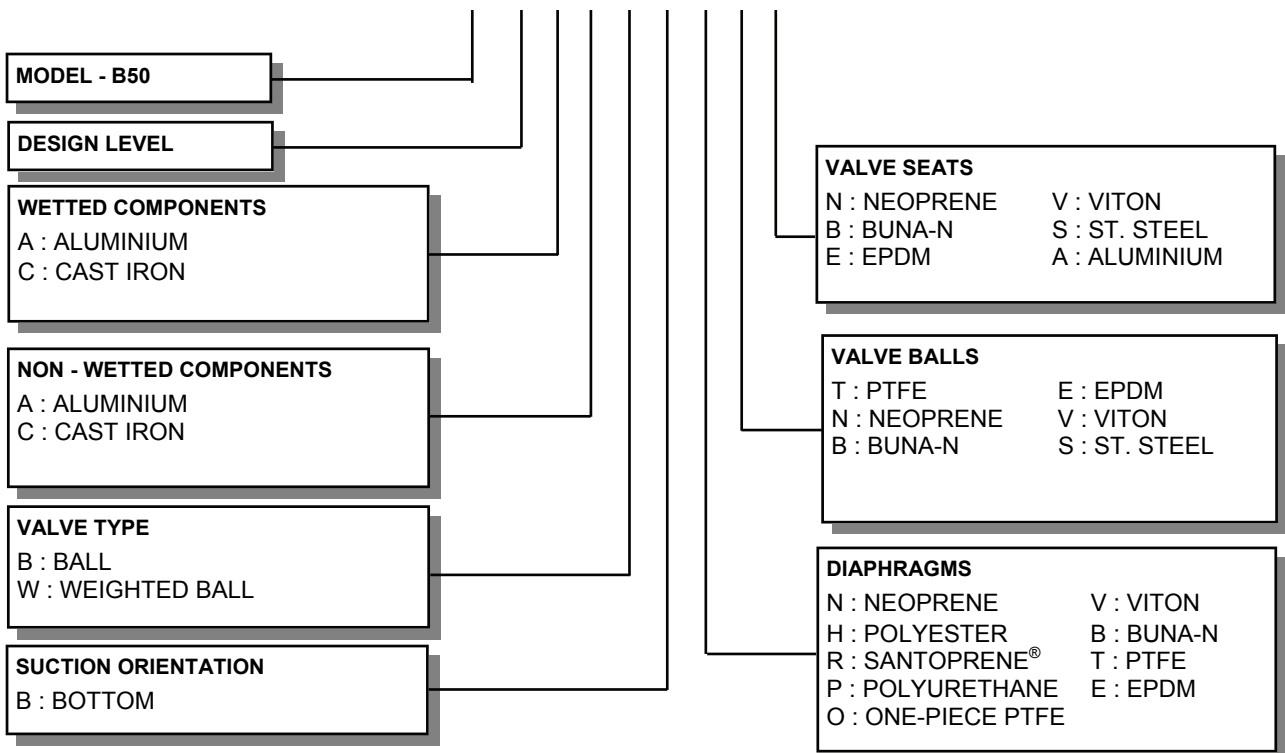 MODEL - B50
DESIGN LEVEL
WETTED COMPONENTS
A : ALUMINIUM
C : CAST IRON
NON - WETTED COMPONENTS
A : ALUMINIUM
C : CAST IRON
VALVE TYPE
B : BALL
W : WEIGHTED BALL
SUCTION ORIENTATION
B : BOTTOM
VALVE SEATS
N : NEOPRENE V : VITON
B : BUNA-N S : ST. STEEL
E : EPDM A : ALUMINIUM
VALVE BALLS
T : PTFE E : EPDM
N : NEOPRENE V : VITON
B : BUNA-N S : ST. STEEL
DIAPHRAGMS
N : NEOPRENE V : VITON
H : POLYESTER B : BUNA-N
R : SANTOPRENE® T : PTFE
P : POLYURETHANE E : EPDM
O : ONE-PIECE PTFE